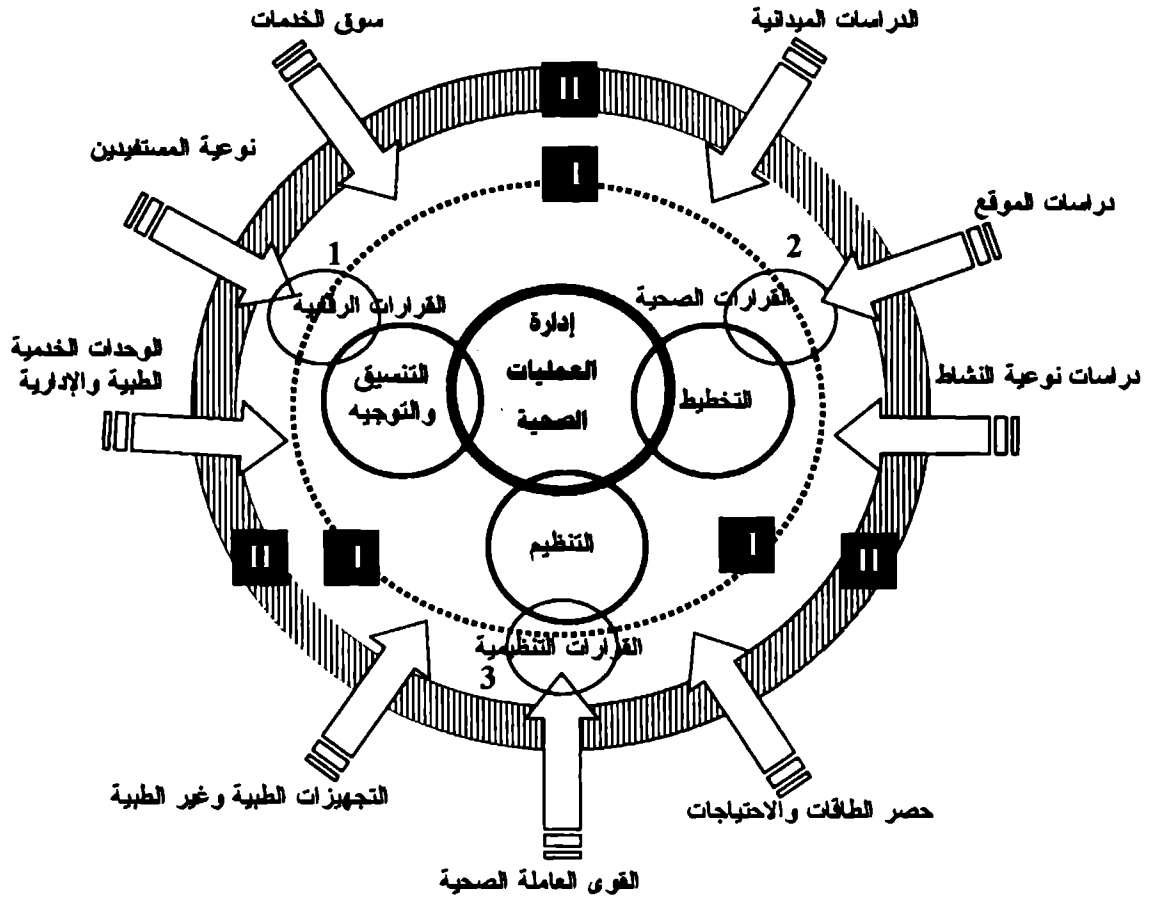 الدراسات الميدانية
سوق الخدمات
II
نوعية المستفيدين
I
دراسات الموقع
2
1
القرارات الصحية
القرارات الرقابية
إدارة
العمليات
الصحية
التخطيط
التنسيق
والتوجيه
دراسات نوعية النشاط
الوحدات الخدمية
الطبية والإدارية
التنظيم
I
II
I
II
القرارات التنظيمية
3
حصر الطاقات والاحتياجات
التجهيزات الطبية وغير الطبية
القوى العاملة الصحية